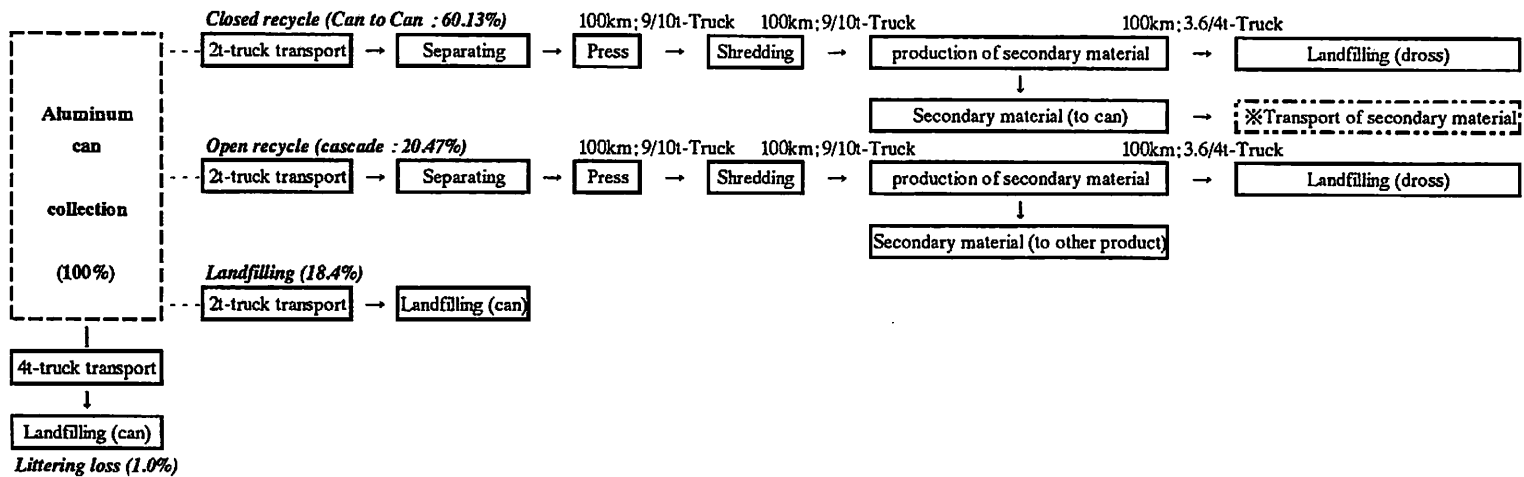 Closed recycle (Can to Can : 60.13%)
100km; 9/10t-Truck
100km; 9/10t-Truck
100km; 3.6/4t-Truck
2t-truck transport → Separating → Press → Shredding → production of secondary material → Landfilling (dross)
Secondary material (to can) → ※Transport of secondary material
Aluminum
can
collection
(100%)
Open recycle (cascade : 20.47%)
100km; 9/10t-Truck
100km; 9/10t-Truck
100km; 3.6/4t-Truck
2t-truck transport → Separating → Press → Shredding → production of secondary material → Landfilling (dross)
Secondary material (to other product)
Landfilling (18.4%)
2t-truck transport → Landfilling (can)
4t-truck transport
Landfilling (can)
Littering loss (1.0%)